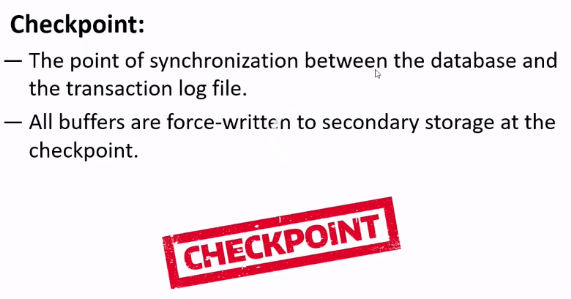 Checkpoint:
— The point of synchronization between the database and
the transaction log file.
— All buffers are force-written to secondary storage at the
checkpoint.
CHECKPOINT